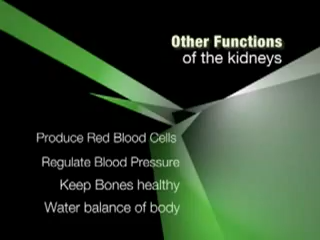 Other Functions
of the kidneys
Produce Red Blood Cells
Regulate Blood Pressure
Keep Bones healthy
Water balance of body